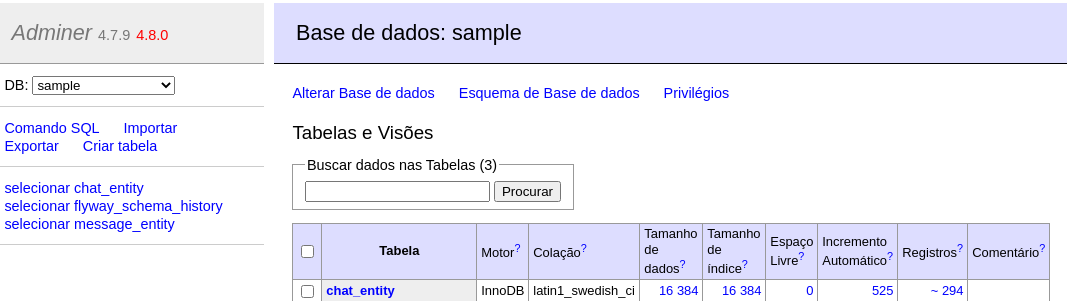 Adminer 4.7.9 4.8.0
DB: sample
Comando SQL Importar
Exportar Criar tabela
selecionar chat_entity
selecionar flyway_schema_history
selecionar message_entity
Base de dados: sample
Alterar Base de dados Esquema de Base de dados Privilégios
Tabelas e Visões
Buscar dados nas Tabelas (3)
Procurar
Tabela Motor? Colação? Tamanho de dados? Tamanho de índice? Espaço Livre? Incremento Automático? Registros? Comentário?
chat_entity InnoDB latin1_swedish_ci 16 384 16 384 0 525 ~ 294